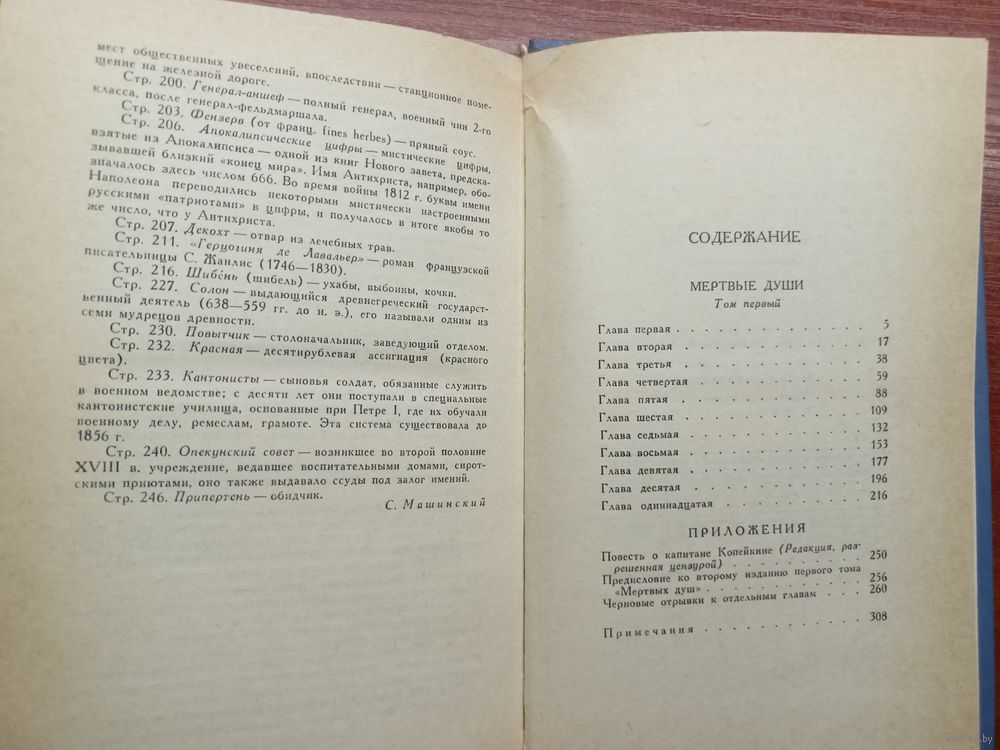 мест общественных увеселений, впоследствии — станционное поме-
щение на железной дороге.
Стр. 200. Генерал-аншеф — полный генерал, военный чин 2-го
класса, после генерал-фельдмаршала.
Стр. 203. Фензерв (от франц. fines herbes) — пряный соус.
Стр. 206. Апокалипсические цифры — мистические цифры,
взятые из Апокалипсиса — одной из книг Нового завета, предска-
зывавшей близкий «конец мира». Имя Антихриста, например, обо-
значалось здесь числом 666. Во время войны 1812 г. буквы имени
Наполеона переводились некоторыми мистически настроенными
русскими «патриотами» в цифры, и получалось в итоге якобы то
же число, что у Антихриста.
Стр. 207. Декохт — отвар из лечебных трав.
Стр. 211. «Герцогиня де Лавальер» — роман французской
писательницы С. Жанлис (1746—1830).
Стр. 216. Шибень (шибель) — ухабы, выбоины, кочки.
Стр. 227. Солон — выдающийся древнегреческий государст-
венный деятель (638—559 гг. до н. э.), его называли одним из
семи мудрецов древности.
Стр. 230. Повытчик — столоначальник, заведующий отделом.
Стр. 232. Красная — десятирублевая ассигнация (красного
цвета).
Стр. 233. Кантонисты — сыновья солдат, обязанные служить
в военном ведомстве; с десяти лет они поступали в специальные
кантонистские училища, основанные при Петре I, где их обучали
военному делу, ремеслам, грамоте. Эта система существовала до
1856 г.
Стр. 240. Опекунский совет — возникшее во второй половине
XVIII в. учреждение, ведавшее воспитательными домами, сирот-
скими приютами, оно также выдавало ссуды под залог имений.
Стр. 246. Припертень — обидчик.
С. Машинский
СОДЕРЖАНИЕ
МЕРТВЫЕ ДУШИ
Том первый
Глава первая . . . . . . . . . . . 5
Глава вторая . . . . . . . . . . . 17
Глава третья . . . . . . . . . . . 38
Глава четвертая . . . . . . . . . . 59
Глава пятая . . . . . . . . . . . 88
Глава шестая . . . . . . . . . . . 109
Глава седьмая . . . . . . . . . . . 132
Глава восьмая . . . . . . . . . . . 153
Глава девятая . . . . . . . . . . . 177
Глава десятая . . . . . . . . . . . 196
Глава одиннадцатая . . . . . . . . . 216
ПРИЛОЖЕНИЯ
Повесть о капитане Копейкине (Редакция, раз-
решенная цензурой) . . . . . . . . . 250
Предисловие ко второму изданию первого тома
«Мертвых душ» . . . . . . . . . . 256
Черновые отрывки к отдельным главам . . . 260
Примечания . . . . . . . . . . . 308